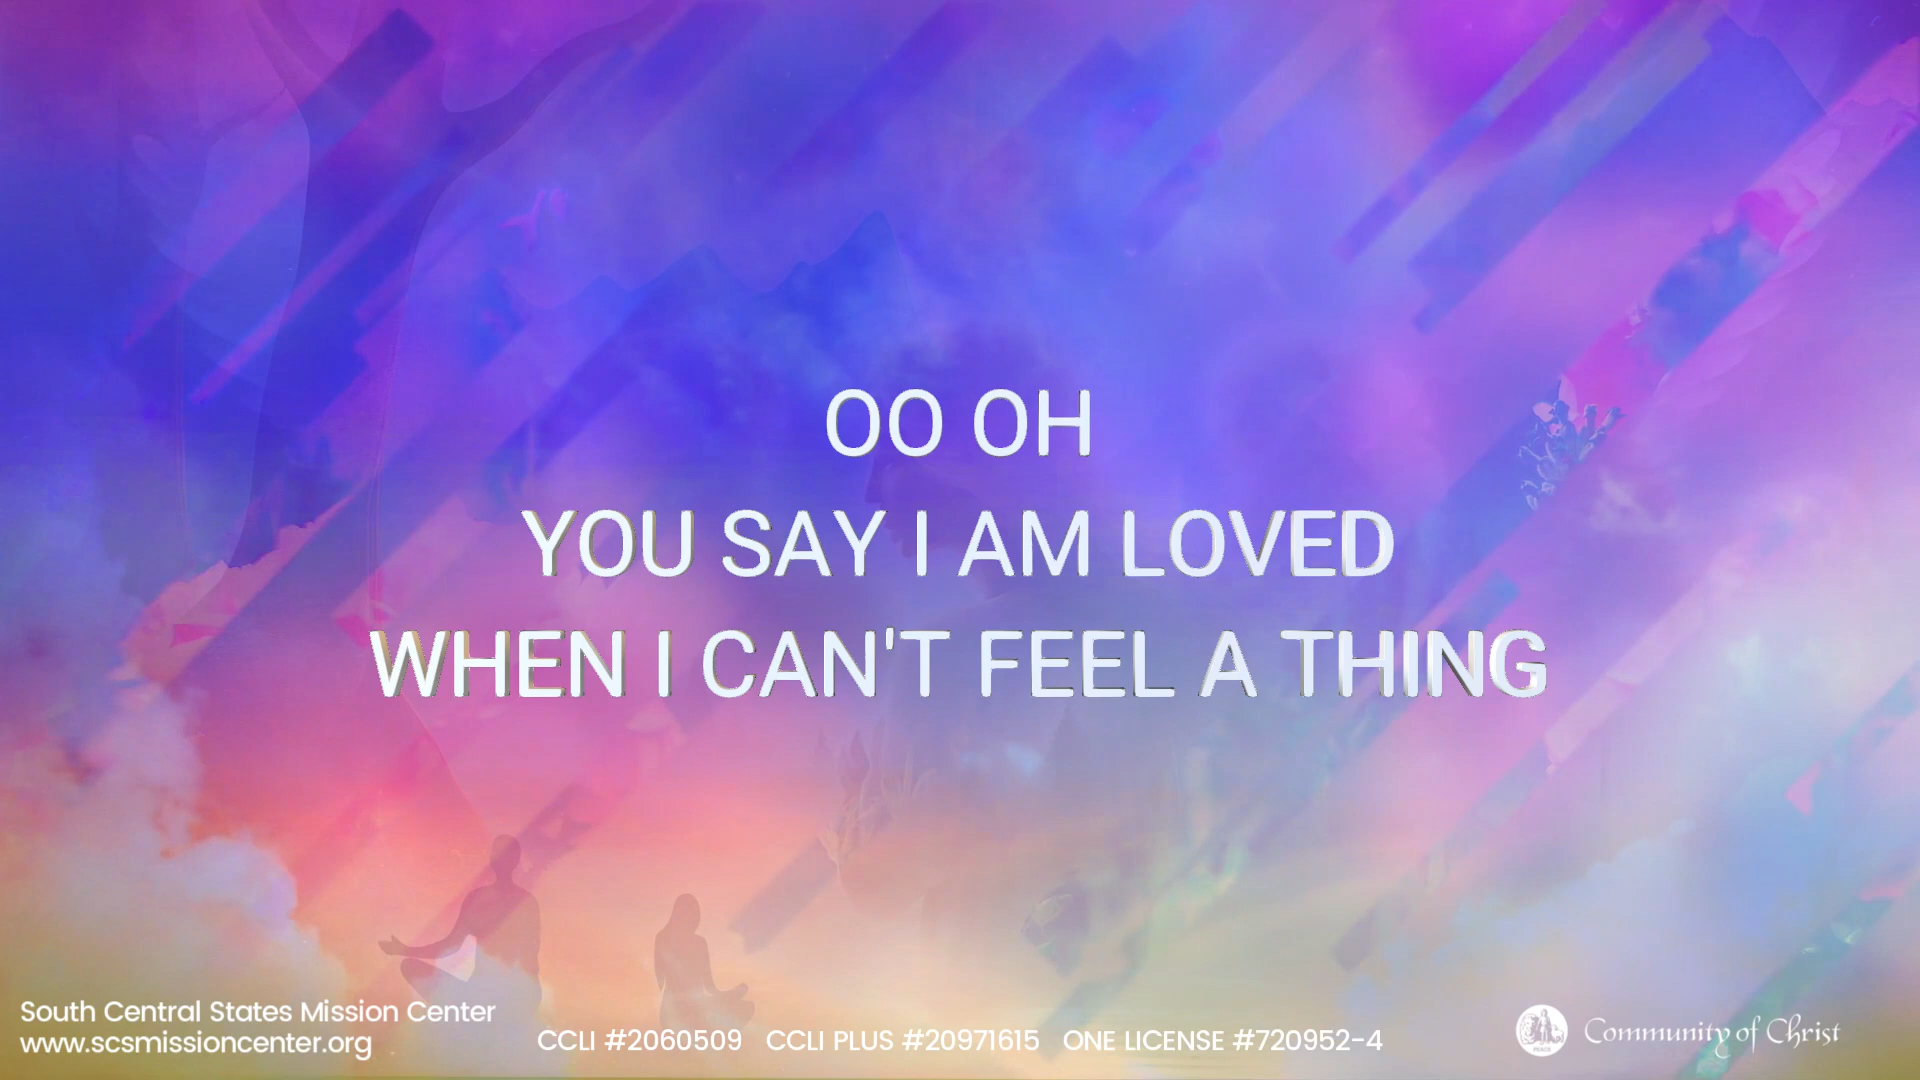 OO OH
YOU SAY I AM LOVED
WHEN I CAN'T FEEL A THING
South Central States Mission Center
www.scsmissioncenter.org
CCLI #2060509 CCLI PLUS #20971615 ONE LICENSE #720952-4
PEACE
Community of Christ